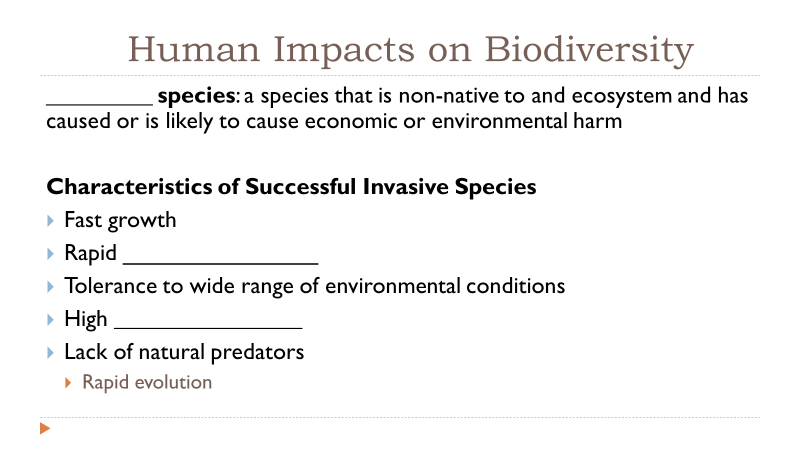 Human Impacts on Biodiversity
_________ species: a species that is non-native to and ecosystem and has
caused or is likely to cause economic or environmental harm
Characteristics of Successful Invasive Species
Fast growth
Rapid ________________
Tolerance to wide range of environmental conditions
High ________________
Lack of natural predators
Rapid evolution